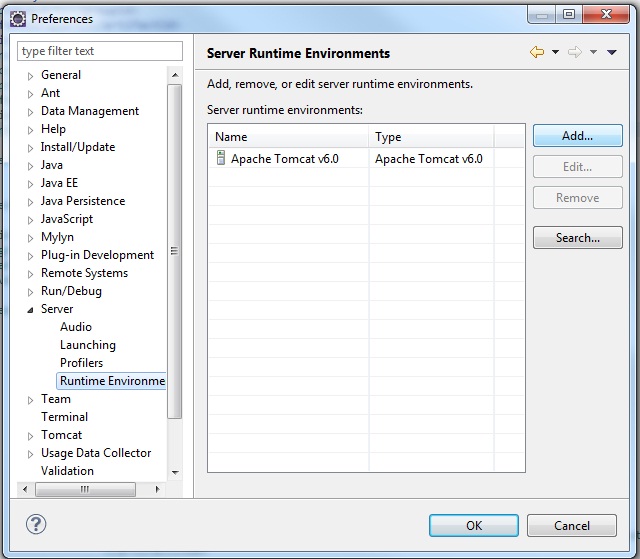 Preferences
type filter text
General
Ant
Data Management
Help
Install/Update
Java
Java EE
Java Persistence
JavaScript
Mylyn
Plug-in Development
Remote Systems
Run/Debug
Server
Audio
Launching
Profilers
Runtime Environme
Team
Terminal
Tomcat
Usage Data Collector
Validation
Server Runtime Environments
Add, remove, or edit server runtime environments.
Server runtime environments:
Name Type
Apache Tomcat v6.0 Apache Tomcat v6.0
Add...
Edit...
Remove
Search...
?
OK Cancel